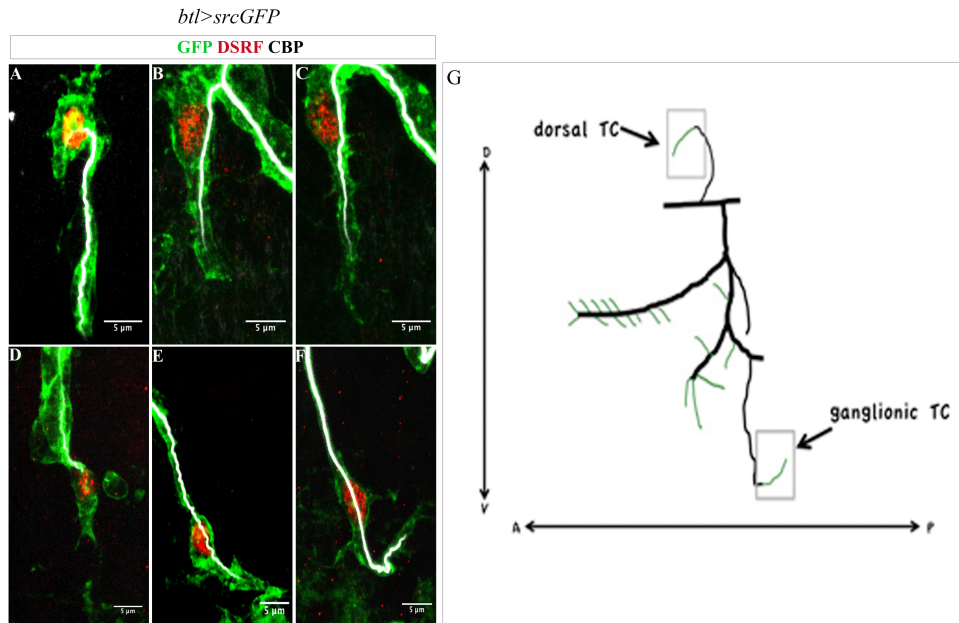 btl>srcGFP
GFP DSRF CBP
A
B
C
5 µm
5 µm
5 µm
D
E
F
5 µm
5 µm
5 µm
G
dorsal TC
D
ganglionic TC
V
A
P